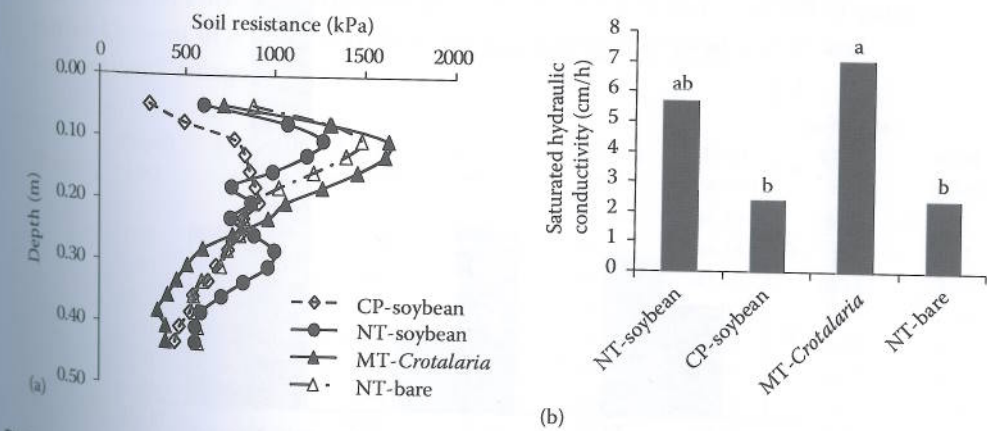 Soil resistance (kPa)
0 500 1000 1500 2000
0.00
0.10
0.20
0.30
0.40
0.50
Depth (m)
CP-soybean
NT-soybean
MT-Crotalaria
NT-bare
(a)
8
7
6
5
4
3
2
1
0
Saturated hydraulic
conductivity (cm/h)
ab
b
a
b
NT-soybean
CP-soybean
MT-Crotalaria
NT-bare
(b)